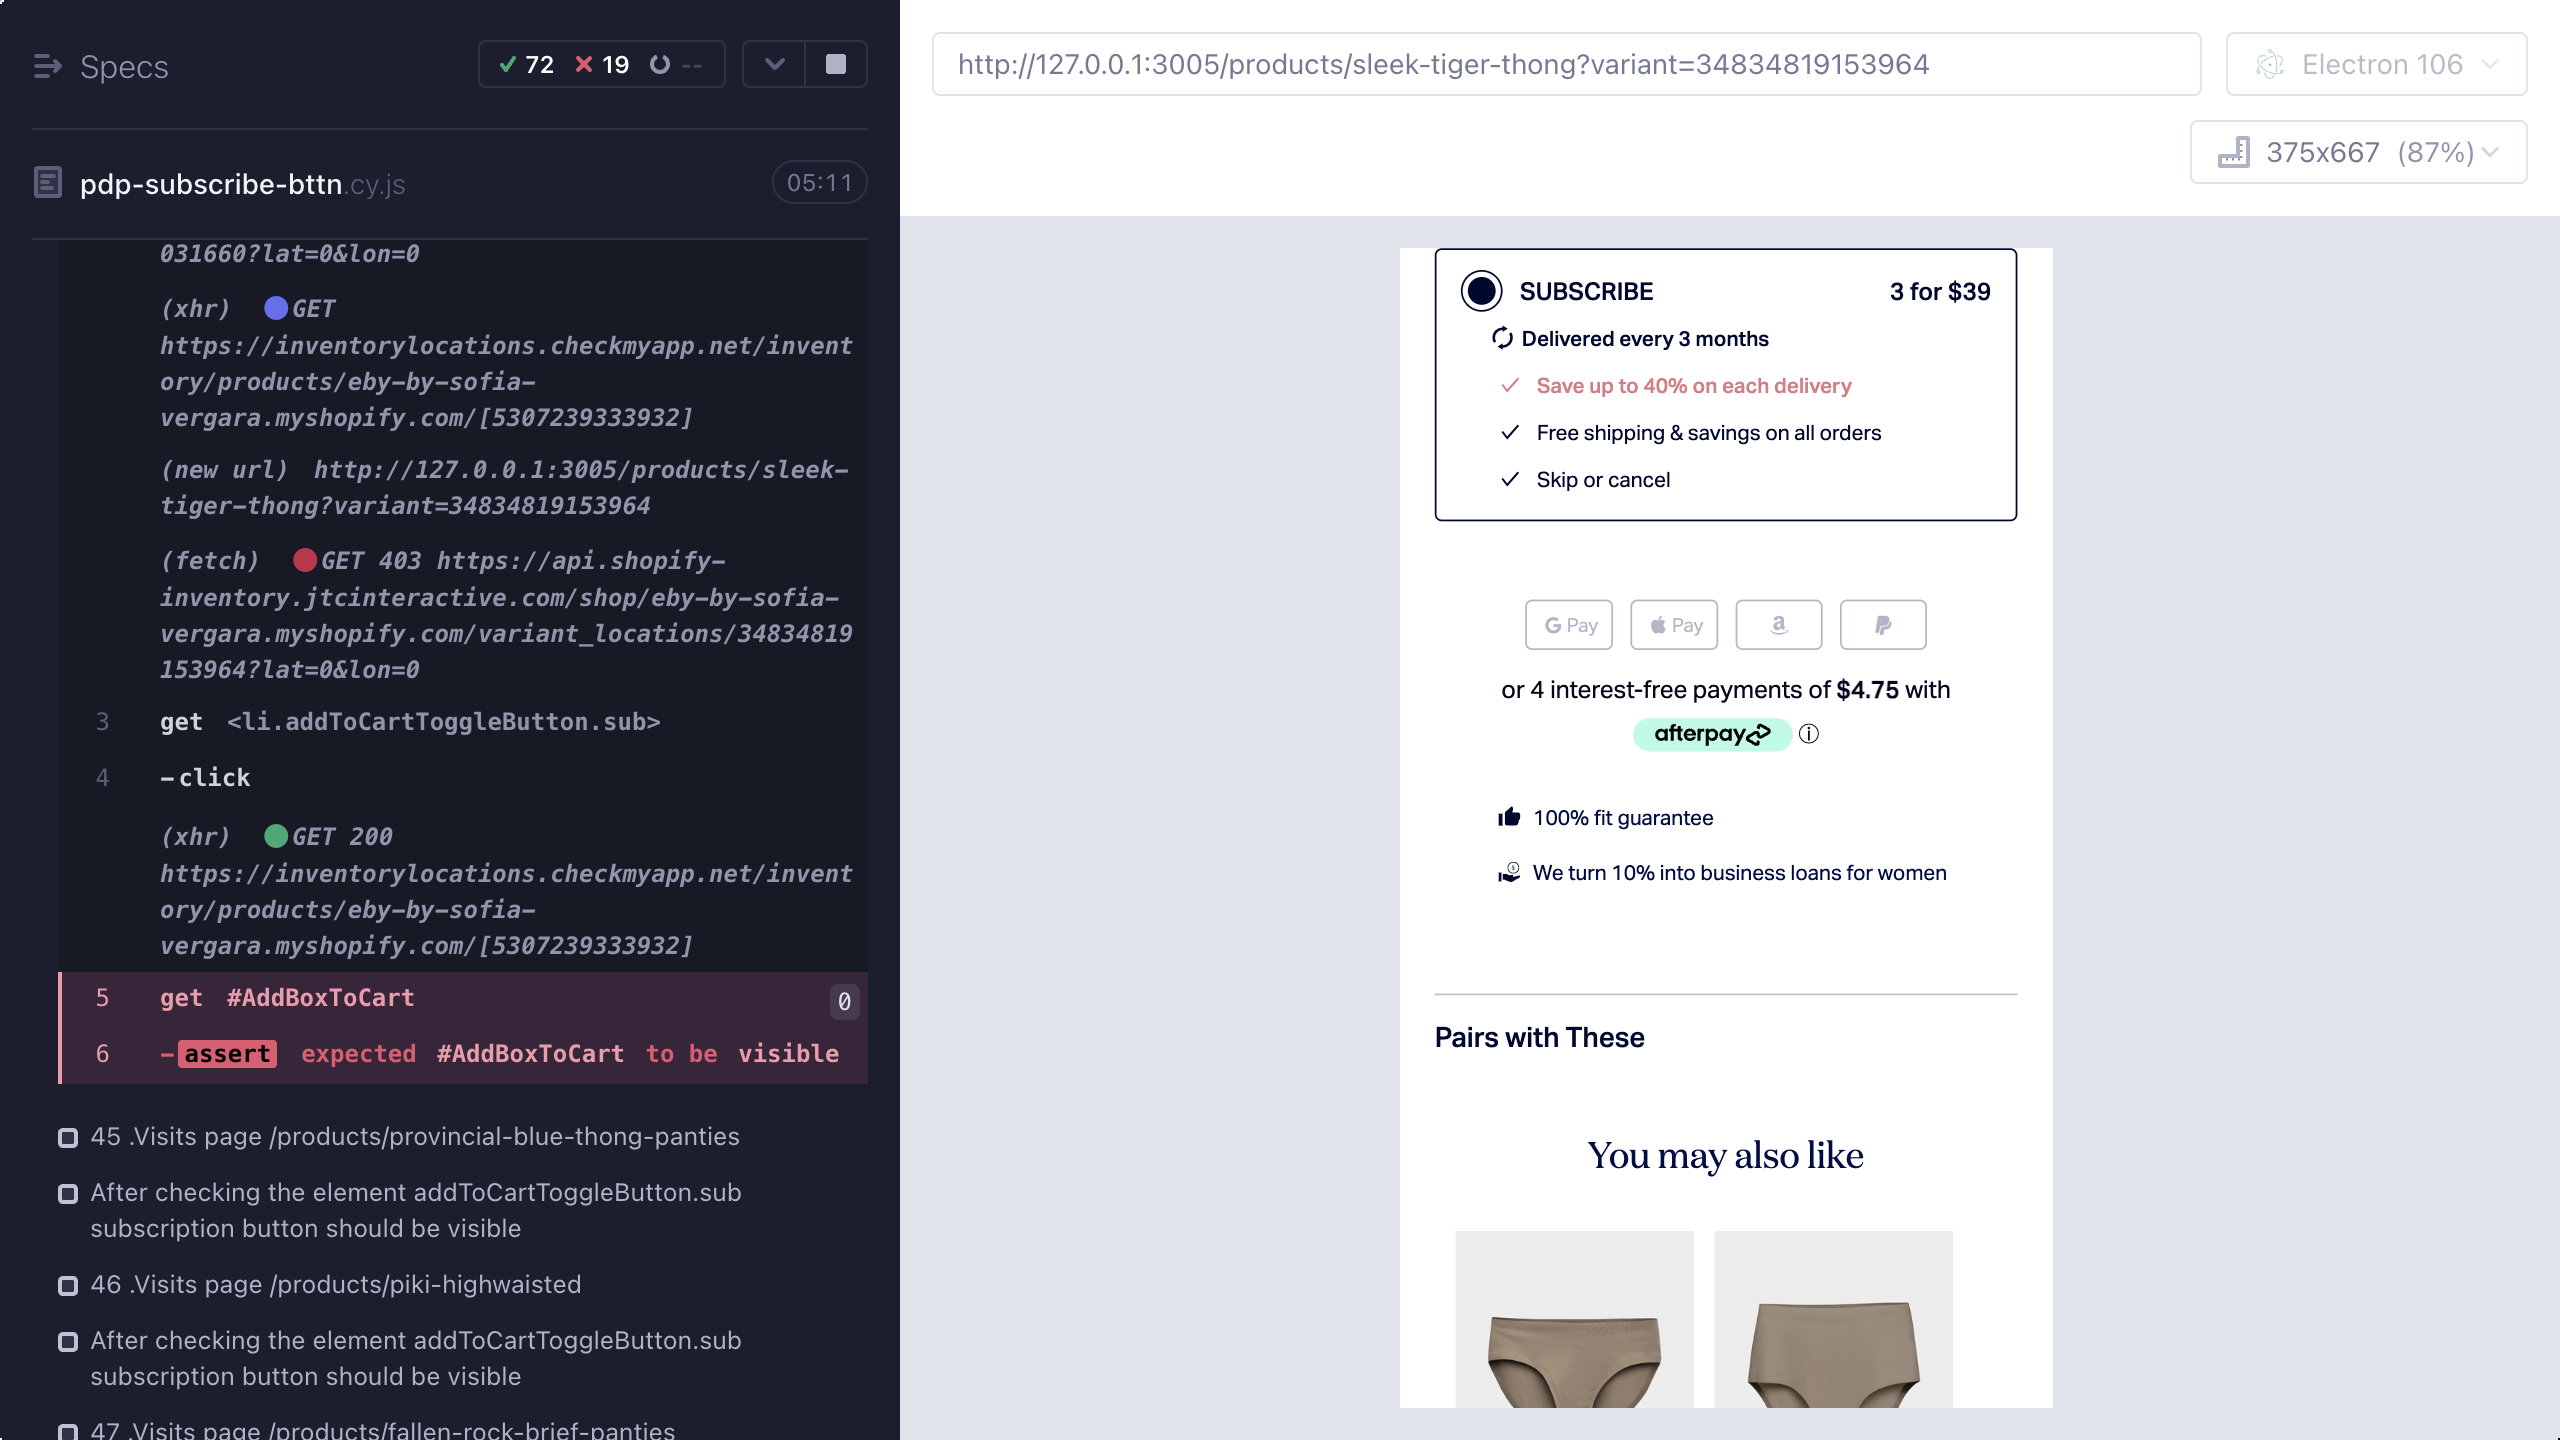 Specs
72 19 --
pdp-subscribe-bttn.cy.js 05:11
031660?lat=0&lon=0
(xhr) GET
https://inventorylocations.checkmyapp.net/invent
ory/products/eby-by-sofia-
vergara.myshopify.com/[5307239333932]
(new url) http://127.0.0.1:3005/products/sleek-
tiger-thong?variant=34834819153964
(fetch) GET 403 https://api.shopify-
inventory.jtcinteractive.com/shop/eby-by-sofia-
vergara.myshopify.com/variant_locations/34834819
153964?lat=0&lon=0
3 get <li.addToCartToggleButton.sub>
4 -click
(xhr) GET 200
https://inventorylocations.checkmyapp.net/invent
ory/products/eby-by-sofia-
vergara.myshopify.com/[5307239333932]
5 get #AddBoxToCart 0
6 -assert expected #AddBoxToCart to be visible
45 .Visits page /products/provincial-blue-thong-panties
After checking the element addToCartToggleButton.sub
subscription button should be visible
46 .Visits page /products/piki-highwaisted
After checking the element addToCartToggleButton.sub
subscription button should be visible
47 .Visits page /products/fallen-rock-brief-panties
http://127.0.0.1:3005/products/sleek-tiger-thong?variant=34834819153964
Electron 106
375x667 (87%)
SUBSCRIBE 3 for $39
Delivered every 3 months
Save up to 40% on each delivery
Free shipping & savings on all orders
Skip or cancel
G Pay Pay a P
or 4 interest-free payments of $4.75 with
afterpay
100% fit guarantee
We turn 10% into business loans for women
Pairs with These
You may also like